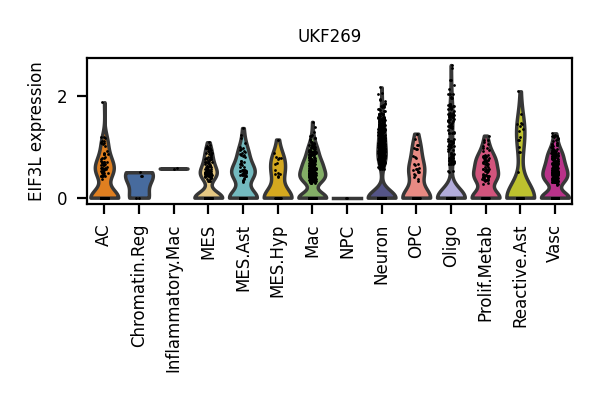 UKF269
EIF3L expression
2
0
AC
Chromatin.Reg
Inflammatory.Mac
MES
MES.Ast
MES.Hyp
Mac
NPC
Neuron
OPC
Oligo
Prolif.Metab
Reactive.Ast
Vasc